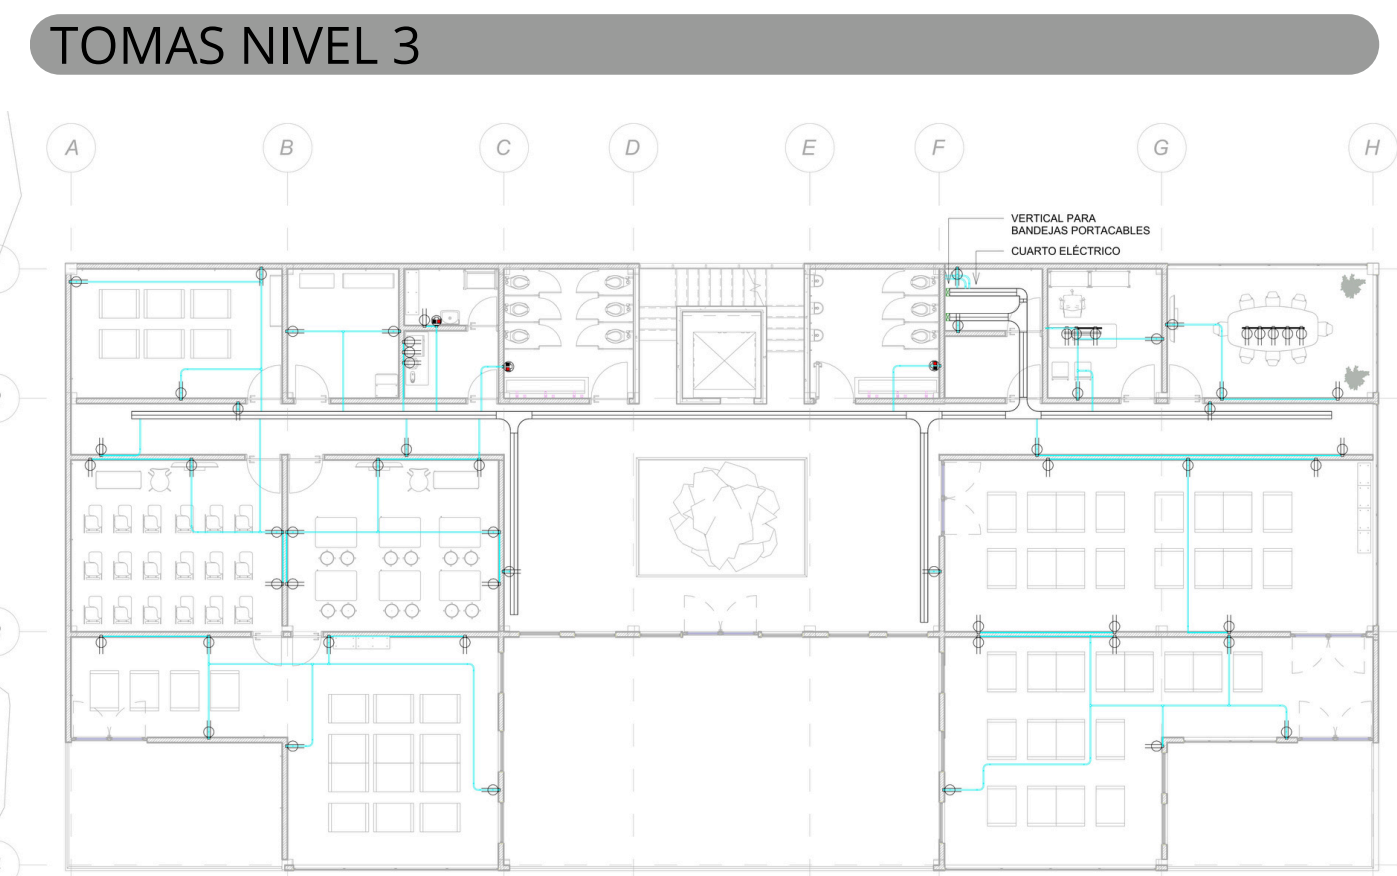 TOMAS NIVEL 3
A B C D E F G H
VERTICAL PARA
BANDEJAS PORTACABLES
CUARTO ELÉCTRICO